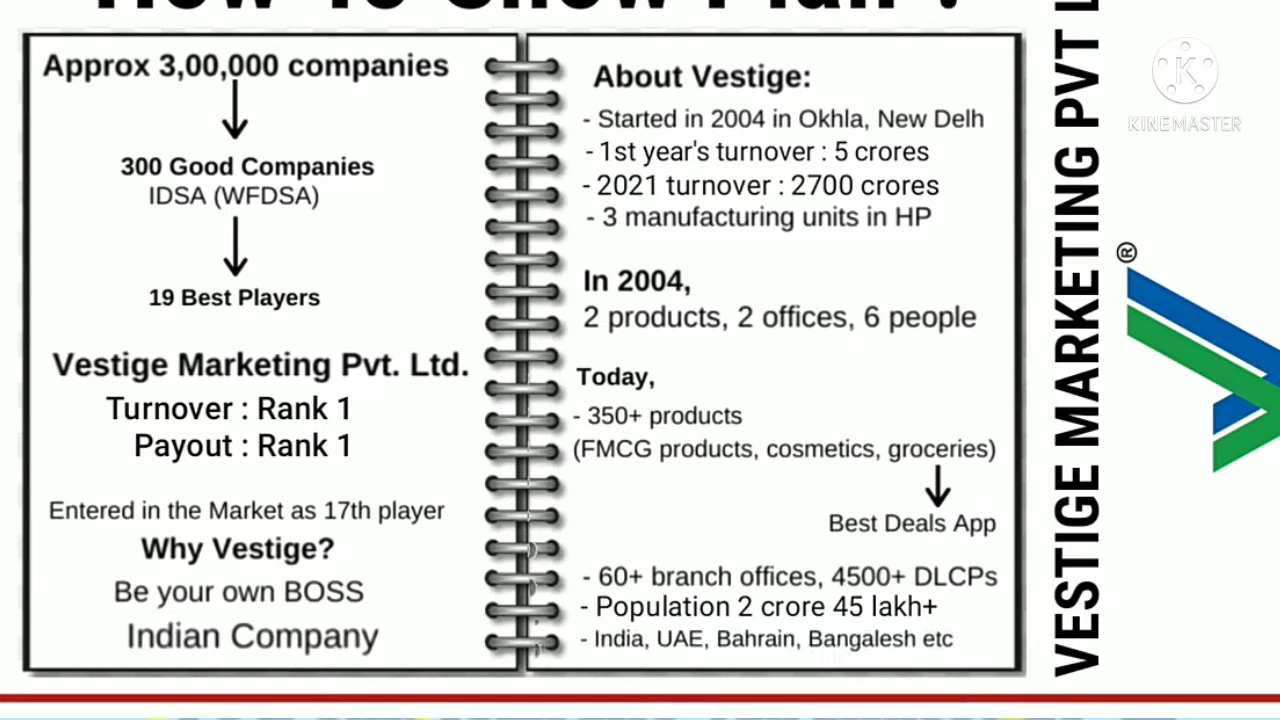 How To Show Plan ?
Approx 3,00,000 companies
300 Good Companies
IDSA (WFDSA)
19 Best Players
Vestige Marketing Pvt. Ltd.
Turnover : Rank 1
Payout : Rank 1
Entered in the Market as 17th player
Why Vestige?
Be your own BOSS
Indian Company
About Vestige:
- Started in 2004 in Okhla, New Delh
- 1st year's turnover : 5 crores
- 2021 turnover : 2700 crores
- 3 manufacturing units in HP
In 2004,
2 products, 2 offices, 6 people
Today,
- 350+ products
(FMCG products, cosmetics, groceries)
Best Deals App
- 60+ branch offices, 4500+ DLCPs
- Population 2 crore 45 lakh+
- India, UAE, Bahrain, Bangalesh etc
VESTIGE MARKETING PVT L
®
K
KINEMASTER